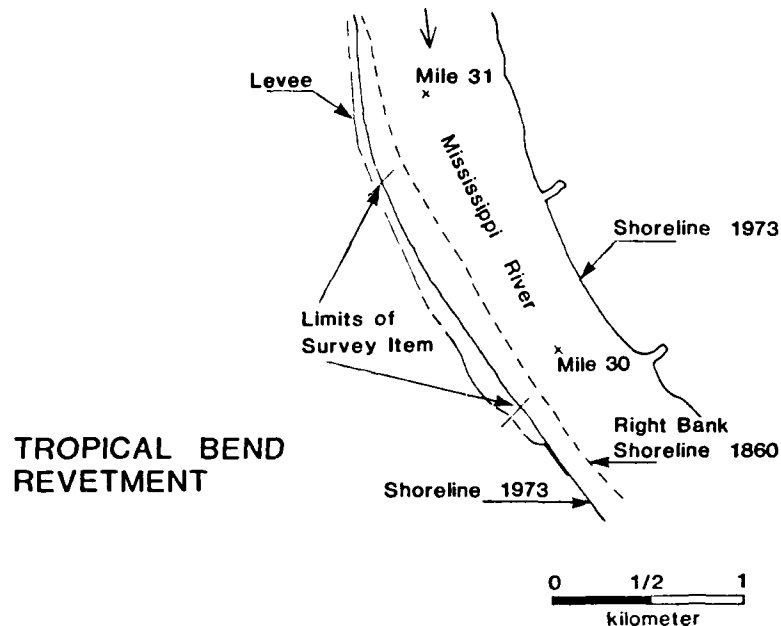 Mile 31
Levee
Mississippi
River
Shoreline 1973
Limits of
Survey Item
Mile 30
Right Bank
Shoreline 1860
TROPICAL BEND
REVETMENT
Shoreline 1973
0 1/2 1
kilometer